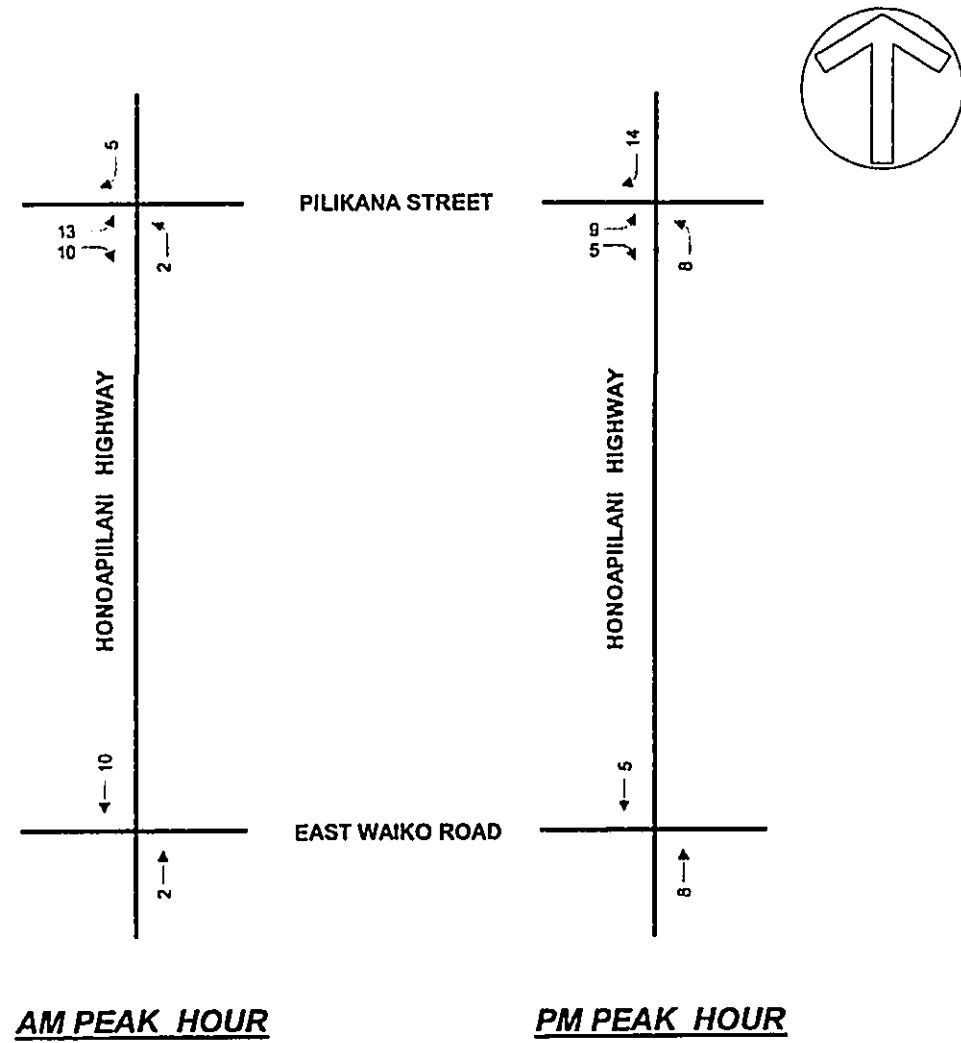 5
14
PILIKANA STREET
13
10
2
9
5
8
HONOAPIILANI HIGHWAY
HONOAPIILANI HIGHWAY
10
5
EAST WAIKO ROAD
2
8
AM PEAK HOUR
PM PEAK HOUR